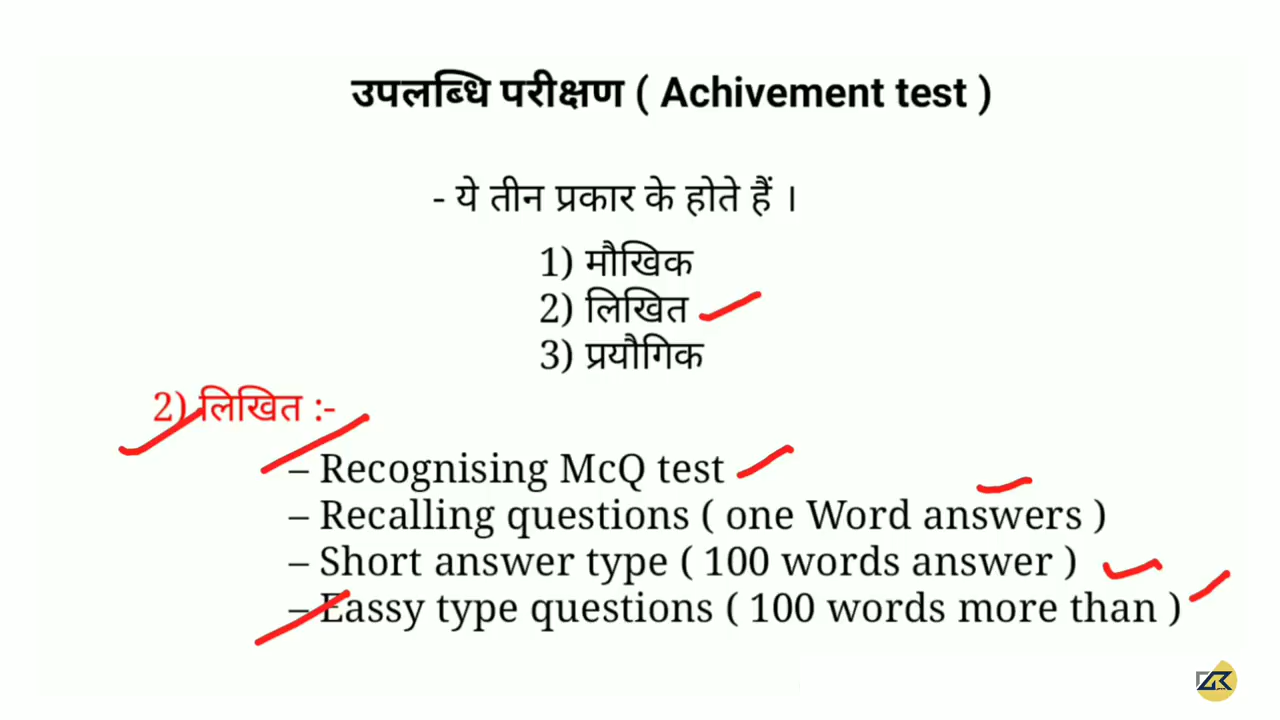 उपलब्धि परीक्षण ( Achivement test )
- ये तीन प्रकार के होते हैं ।
1) मौखिक
2) लिखित
3) प्रयौगिक
2) लिखित :-
– Recognising McQ test
– Recalling questions ( one Word answers )
– Short answer type ( 100 words answer )
– Eassy type questions ( 100 words more than )